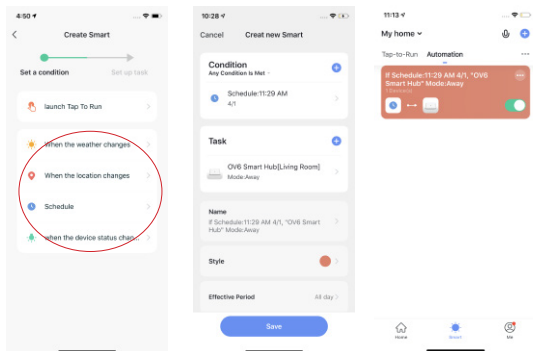 4:50
Create Smart
Set a condition
Set up task
launch Tap To Run
When the weather changes
When the location changes
Schedule
when the device status chan...
10:28
Cancel
Creat new Smart
Condition
Any Condition Is Met
Schedule:11:29 AM
4/1
Task
OV6 Smart Hub[Living Room]
Mode:Away
Name
If Schedule:11:29 AM 4/1, "OV6 Smart
Hub" Mode:Away
Style
Effective Period
All day
Save
11:13
My home
Tap-to-Run Automation
If Schedule:11:29 AM 4/1, "OV6
Smart Hub" Mode:Away
Home
Smart
Me